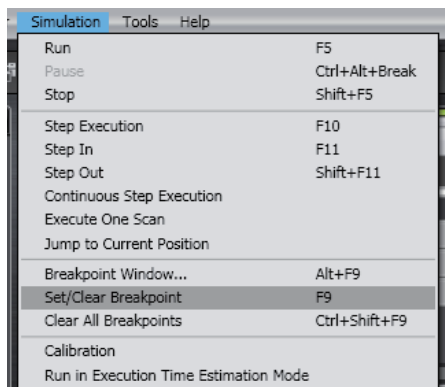 Simulation Tools Help
Run F5
Pause Ctrl+Alt+Break
Stop Shift+F5
Step Execution F10
Step In F11
Step Out Shift+F11
Continuous Step Execution
Execute One Scan
Jump to Current Position
Breakpoint Window... Alt+F9
Set/Clear Breakpoint F9
Clear All Breakpoints Ctrl+Shift+F9
Calibration
Run in Execution Time Estimation Mode